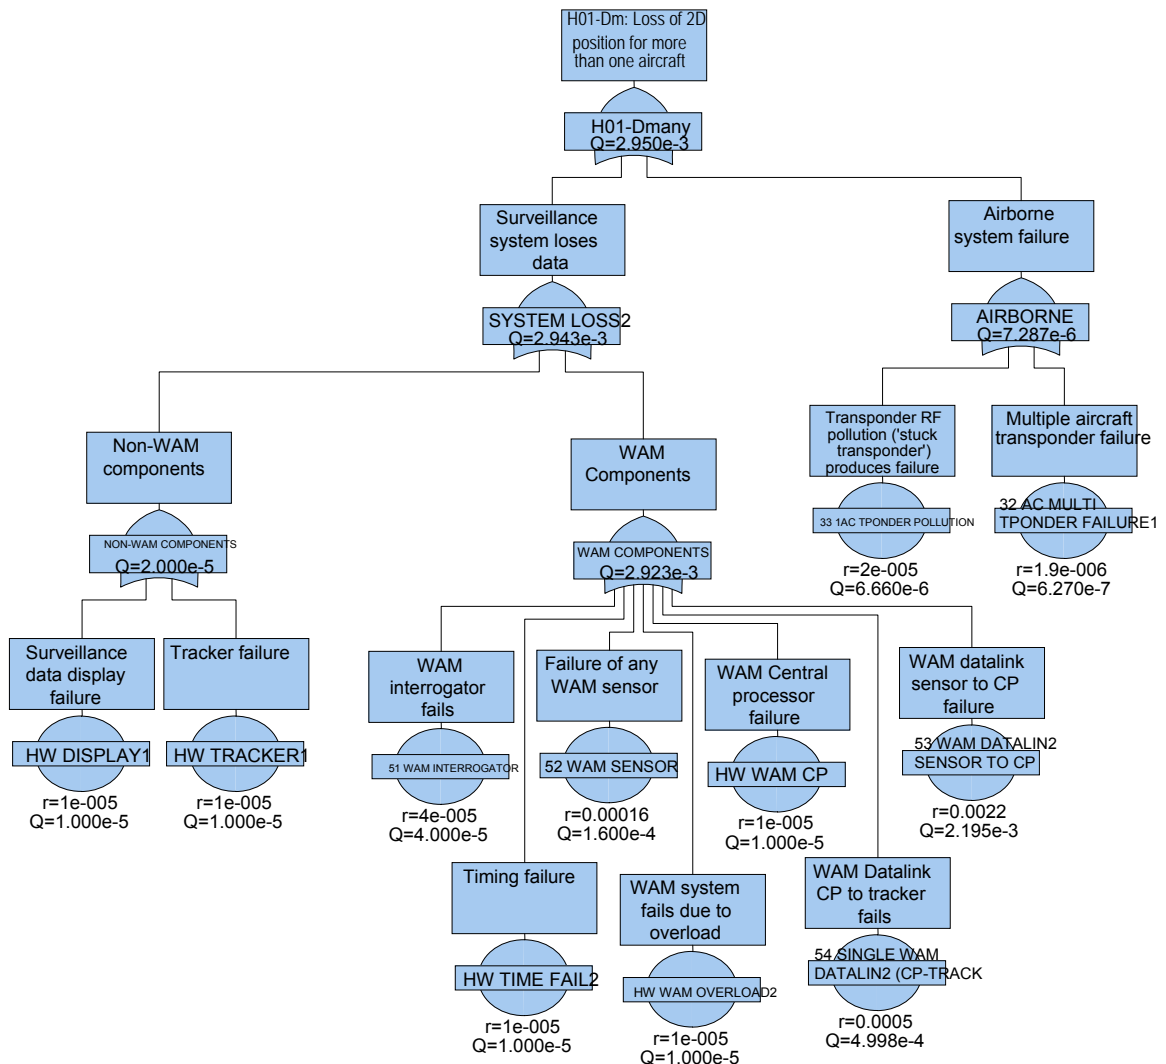 H01-Dm: Loss of 2D
position for more
than one aircraft
H01-Dmany
Q=2.950e-3
Surveillance
system loses
data
SYSTEM LOSS2
Q=2.943e-3
Airborne
system failure
AIRBORNE
Q=7.287e-6
Non-WAM
components
NON-WAM COMPONENTS
Q=2.000e-5
WAM
Components
WAM COMPONENTS
Q=2.923e-3
Transponder RF
pollution ('stuck
transponder')
produces failure
33 1AC TPONDER POLLUTION
r=2e-005
Q=6.660e-6
Multiple aircraft
transponder failure
32 AC MULTI
TPONDER FAILURE1
r=1.9e-006
Q=6.270e-7
Surveillance
data display
failure
HW DISPLAY1
r=1e-005
Q=1.000e-5
Tracker failure
HW TRACKER1
r=1e-005
Q=1.000e-5
WAM
interrogator
fails
51 WAM INTERROGATOR
r=4e-005
Q=4.000e-5
Failure of any
WAM sensor
52 WAM SENSOR
r=0.00016
Q=1.600e-4
WAM Central
processor
failure
HW WAM CP
r=1e-005
Q=1.000e-5
WAM datalink
sensor to CP
failure
53 WAM DATALIN2
SENSOR TO CP
r=0.0022
Q=2.195e-3
Timing failure
HW TIME FAIL2
r=1e-005
Q=1.000e-5
WAM system
fails due to
overload
HW WAM OVERLOAD2
r=1e-005
Q=1.000e-5
WAM Datalink
CP to tracker
fails
54 SINGLE WAM
DATALIN2 (CP-TRACK
r=0.0005
Q=4.998e-4